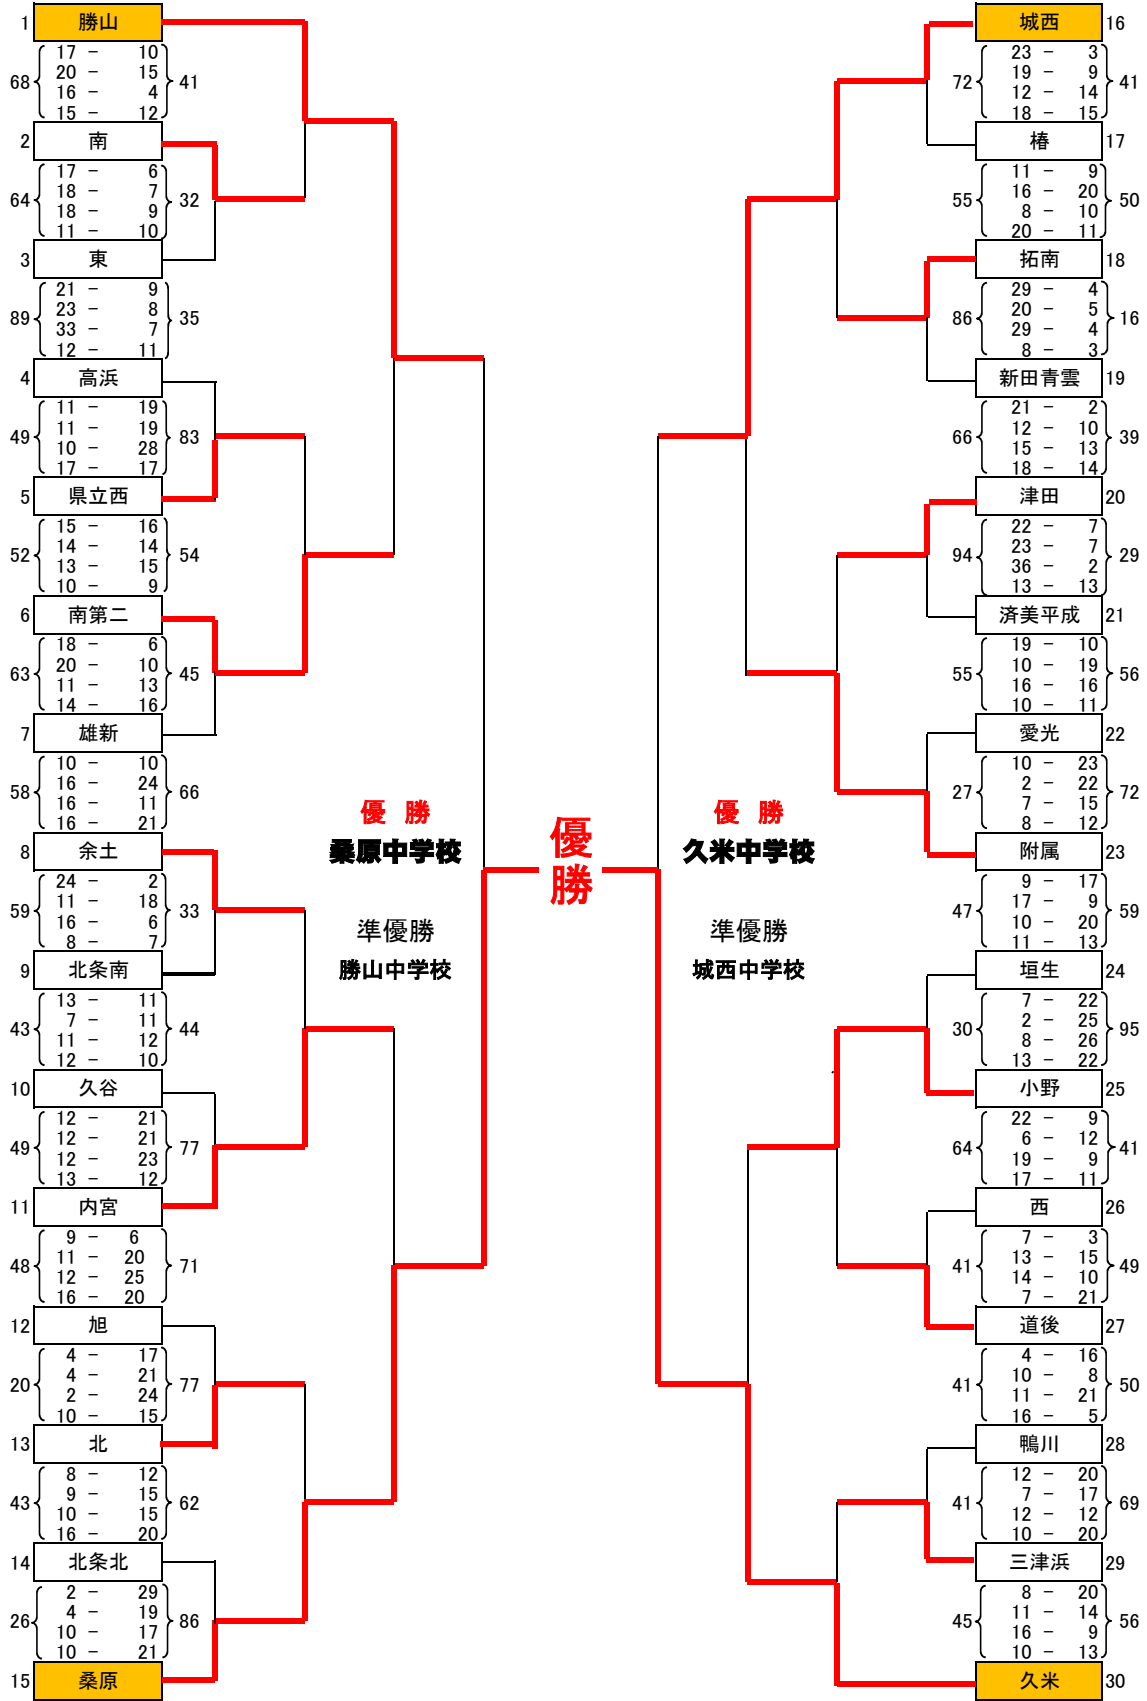 1 勝山
68 17 － 10 41
20 － 15
16 － 4
15 － 12
2 南
64 17 － 6 32
18 － 7
18 － 9
11 － 10
3 東
89 21 － 9 35
23 － 8
33 － 7
12 － 11
4 高浜
49 11 － 19 83
11 － 19
10 － 28
17 － 17
5 県立西
52 15 － 16 54
14 － 14
13 － 15
10 － 9
6 南第二
63 18 － 6 45
20 － 10
11 － 13
14 － 16
7 雄新
58 10 － 10 66
16 － 24
16 － 11
16 － 21
8 余土
59 24 － 2 33
11 － 18
16 － 6
8 － 7
9 北条南
43 13 － 11 44
7 － 11
11 － 12
12 － 10
10 久谷
49 12 － 21 77
12 － 21
12 － 23
13 － 12
11 内宮
48 9 － 6 71
11 － 20
12 － 25
16 － 20
12 旭
20 4 － 17 77
4 － 21
2 － 24
10 － 15
13 北
43 8 － 12 62
9 － 15
10 － 15
16 － 20
14 北条北
26 2 － 29 86
4 － 19
10 － 17
10 － 21
15 桑原
優 勝
桑原中学校
準優勝
勝山中学校
優勝
優 勝
久米中学校
準優勝
城西中学校
城西 16
72 23 － 3 41
19 － 9
12 － 14
18 － 15
椿 17
55 11 － 9 50
16 － 20
8 － 10
20 － 11
拓南 18
86 29 － 4 16
20 － 5
29 － 4
8 － 3
新田青雲 19
66 21 － 2 39
12 － 10
15 － 13
18 － 14
津田 20
94 22 － 7 29
23 － 7
36 － 2
13 － 13
済美平成 21
55 19 － 10 56
10 － 19
16 － 16
10 － 11
愛光 22
27 10 － 23 72
2 － 22
7 － 15
8 － 12
附属 23
47 9 － 17 59
17 － 9
10 － 20
11 － 13
垣生 24
30 7 － 22 95
2 － 25
8 － 26
13 － 22
小野 25
64 22 － 9 41
6 － 12
19 － 9
17 － 11
西 26
41 7 － 3 49
13 － 15
14 － 10
7 － 21
道後 27
41 4 － 16 50
10 － 8
11 － 21
16 － 5
鴨川 28
41 12 － 20 69
7 － 17
12 － 12
10 － 20
三津浜 29
45 8 － 20 56
11 － 14
16 － 9
10 － 13
久米 30